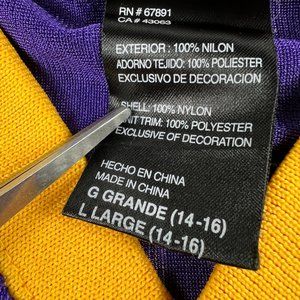 RN # 67891
CA # 43063
EXTERIOR: 100% NILON
ADORNO TEJIDO: 100% POLIESTER
EXCLUSIVO DE DECORACION
SHELL: 100% NYLON
KNIT TRIM: 100% POLYESTER
EXCLUSIVE OF DECORATION
HECHO EN CHINA
MADE IN CHINA
G GRANDE (14-16)
L LARGE (14-16)